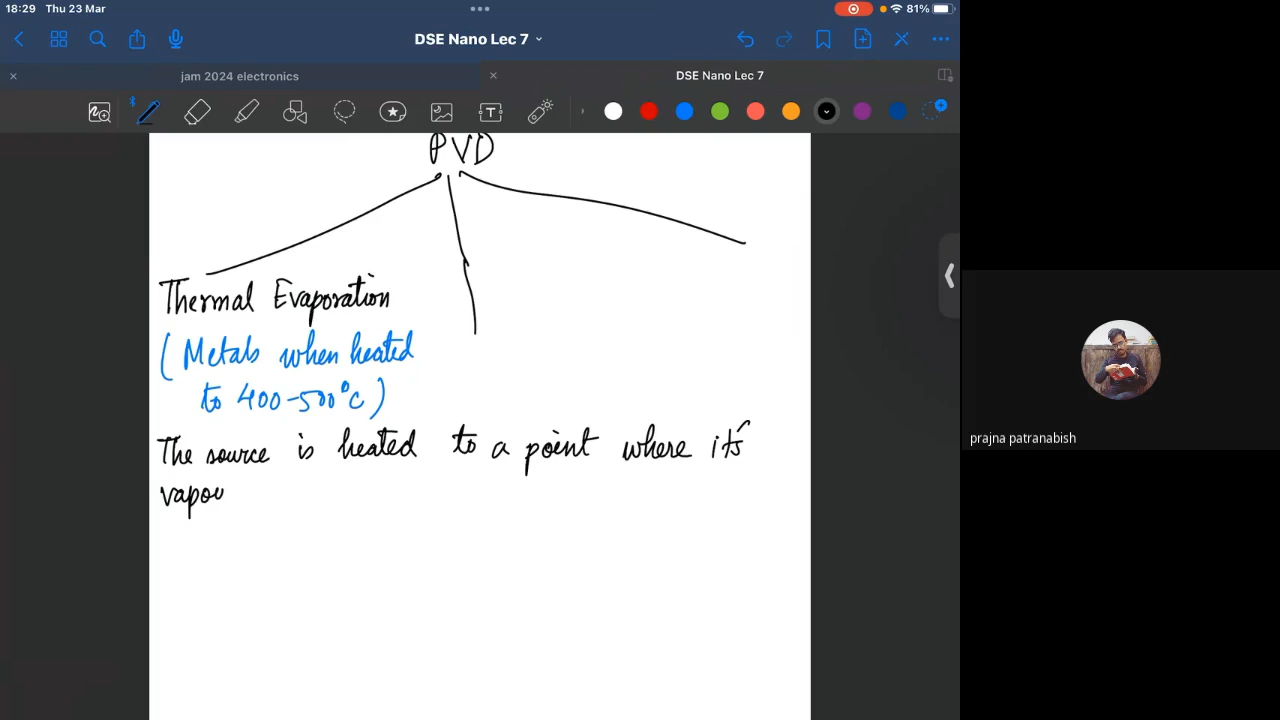 18:29 Thu 23 Mar
81%
DSE Nano Lec 7
jam 2024 electronics
DSE Nano Lec 7
PVD
Thermal Evaporation
(Metals when heated
to 400-500°C)
The source is heated to a point where it's
vapou
prajna patranabish